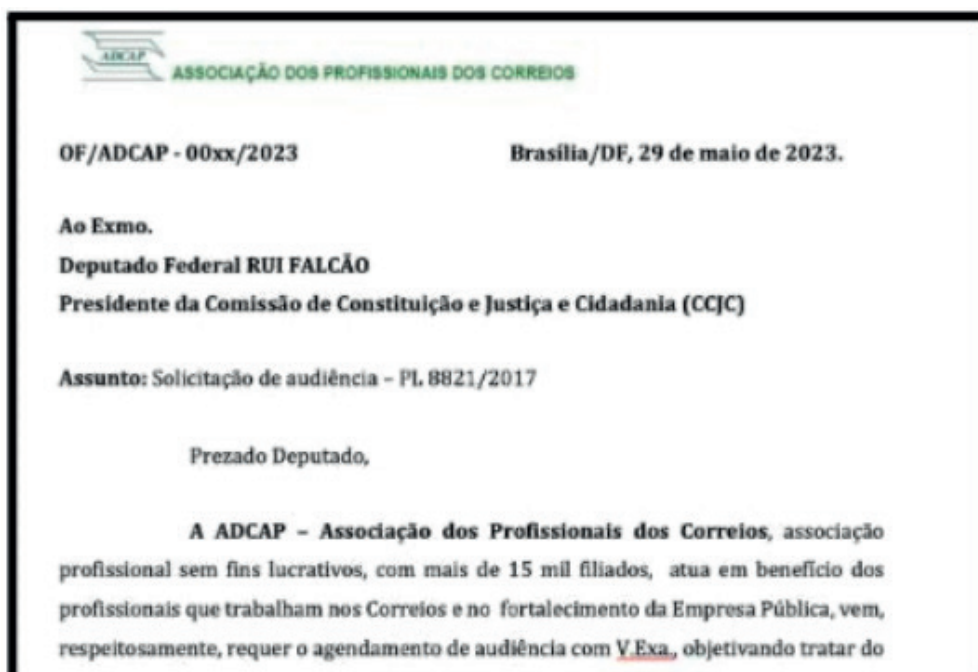 ADCAP
ASSOCIAÇÃO DOS PROFISSIONAIS DOS CORREIOS
OF/ADCAP - 00xx/2023 Brasília/DF, 29 de maio de 2023.
Ao Exmo.
Deputado Federal RUI FALCÃO
Presidente da Comissão de Constituição e Justiça e Cidadania (CCJC)
Assunto: Solicitação de audiência – PL 8821/2017
Prezado Deputado,
A ADCAP – Associação dos Profissionais dos Correios, associação
profissional sem fins lucrativos, com mais de 15 mil filiados, atua em benefício dos
profissionais que trabalham nos Correios e no fortalecimento da Empresa Pública, vem,
respeitosamente, requer o agendamento de audiência com V.Exa., objetivando tratar do